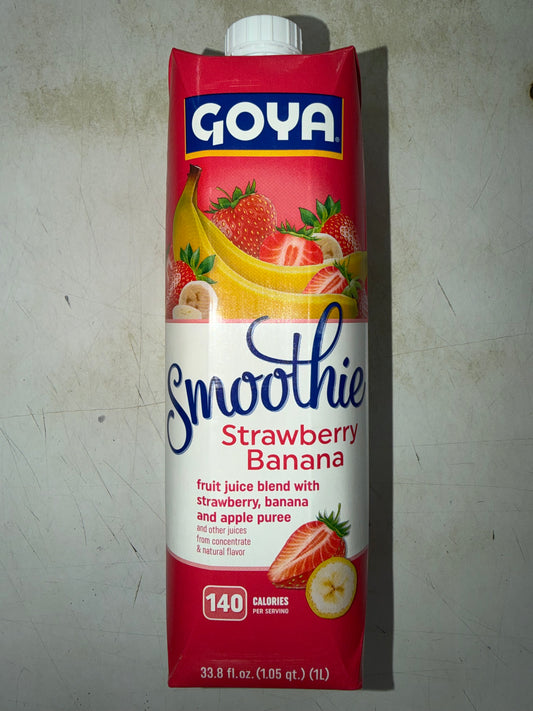 GOYA®
Smoothie
Strawberry
Banana
fruit juice blend with
strawberry, banana
and apple puree
and other juices
from concentrate
& natural flavor
140 CALORIES
PER SERVING
33.8 fl.oz. (1.05 qt.) (1L)